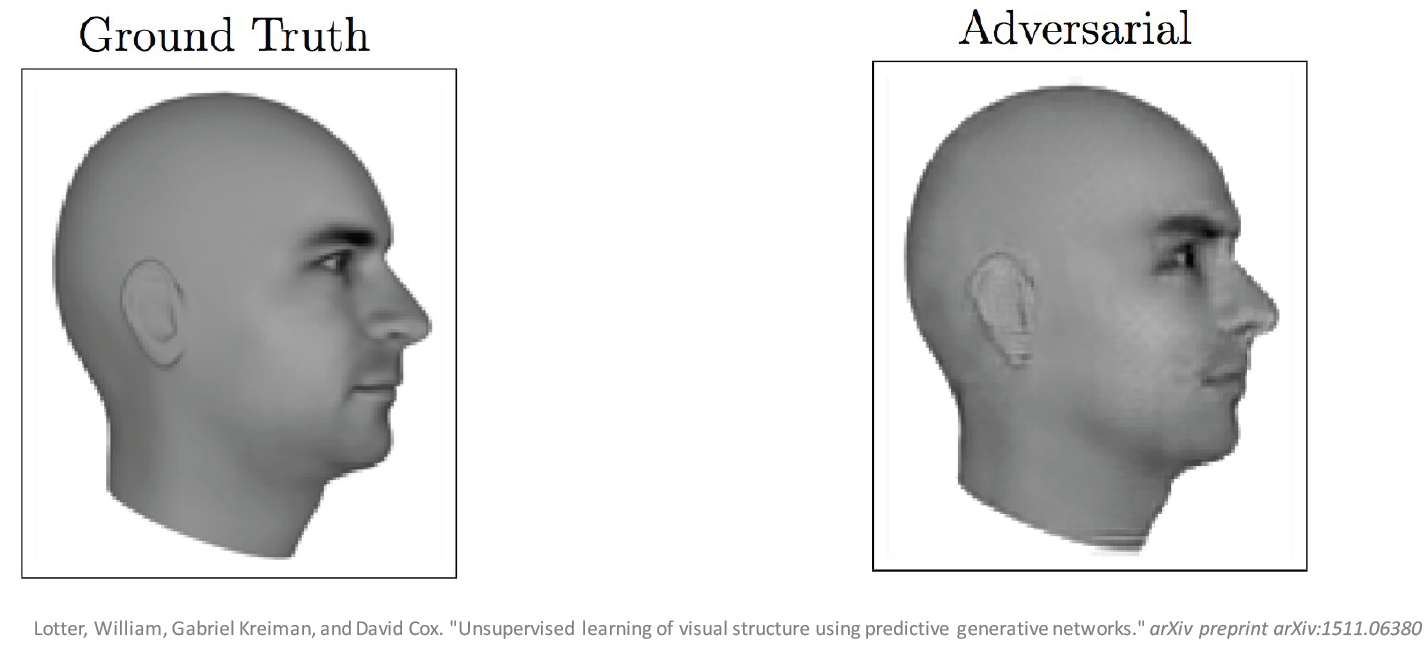 Ground Truth
Adversarial
Lotter, William, Gabriel Kreiman, and David Cox. "Unsupervised learning of visual structure using predictive generative networks." arXiv preprint arXiv:1511.06380